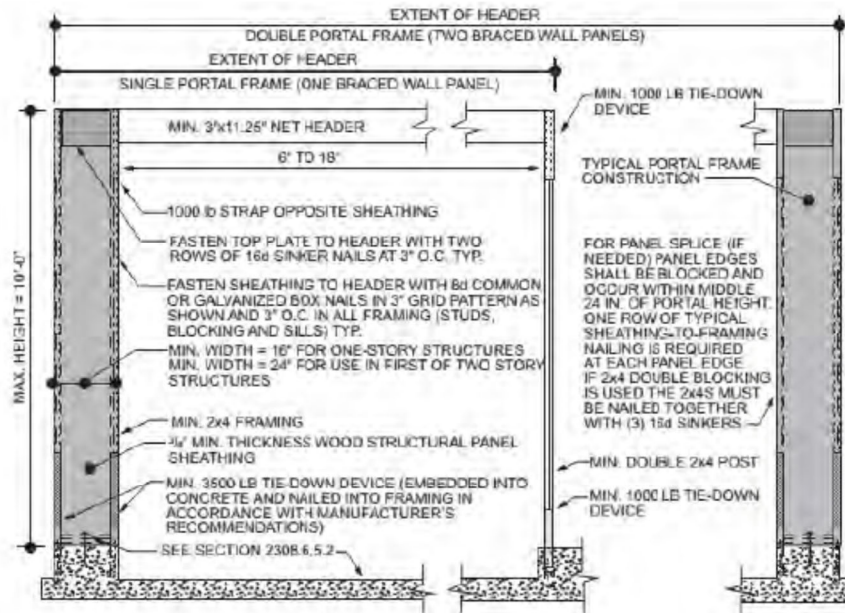 EXTENT OF HEADER
DOUBLE PORTAL FRAME (TWO BRACED WALL PANELS)
EXTENT OF HEADER
SINGLE PORTAL FRAME (ONE BRACED WALL PANEL)
MIN. 1000 LB TIE-DOWN
DEVICE
MIN. 3"x11.25" NET HEADER
6' TO 18'
TYPICAL PORTAL FRAME
CONSTRUCTION
1000 lb STRAP OPPOSITE SHEATHING
FASTEN TOP PLATE TO HEADER WITH TWO
ROWS OF 16d SINKER NAILS AT 3" O.C. TYP.
FASTEN SHEATHING TO HEADER WITH 8d COMMON
OR GALVANIZED BOX NAILS IN 3" GRID PATTERN AS
SHOWN AND 3" O.C. IN ALL FRAMING (STUDS,
BLOCKING AND SILLS) TYP.
MIN. WIDTH = 16" FOR ONE-STORY STRUCTURES
MIN. WIDTH = 24" FOR USE IN FIRST OF TWO STORY
STRUCTURES
MIN. 2x4 FRAMING
MIN. THICKNESS WOOD STRUCTURAL PANEL
SHEATHING
MIN. 3500 LB TIE-DOWN DEVICE (EMBEDDED INTO
CONCRETE AND NAILED INTO FRAMING IN
ACCORDANCE WITH MANUFACTURER'S
RECOMMENDATIONS)
SEE SECTION 2308.6.5.2
MAX. HEIGHT = 10'-0"
FOR PANEL SPLICE (IF
NEEDED) PANEL EDGES
SHALL BE BLOCKED AND
OCCUR WITHIN MIDDLE
24 IN. OF PORTAL HEIGHT.
ONE ROW OF TYPICAL
SHEATHING-TO-FRAMING
NAILING IS REQUIRED
AT EACH PANEL EDGE
IF 2x4 DOUBLE BLOCKING
IS USED THE 2x4S MUST
BE NAILED TOGETHER
WITH (3) 16d SINKERS
MIN. DOUBLE 2x4 POST
MIN. 1000 LB TIE-DOWN
DEVICE